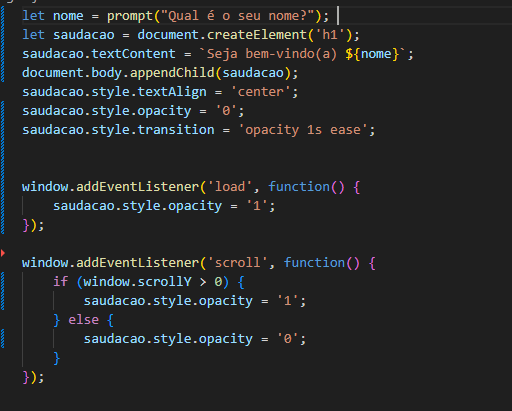 let nome = prompt("Qual é o seu nome?");
let saudacao = document.createElement('h1');
saudacao.textContent = `Seja bem-vindo(a) ${nome}`;
document.body.appendChild(saudacao);
saudacao.style.textAlign = 'center';
saudacao.style.opacity = '0';
saudacao.style.transition = 'opacity 1s ease';
window.addEventListener('load', function() {
    saudacao.style.opacity = '1';
});
window.addEventListener('scroll', function() {
    if (window.scrollY > 0) {
        saudacao.style.opacity = '1';
    } else {
        saudacao.style.opacity = '0';
    }
});